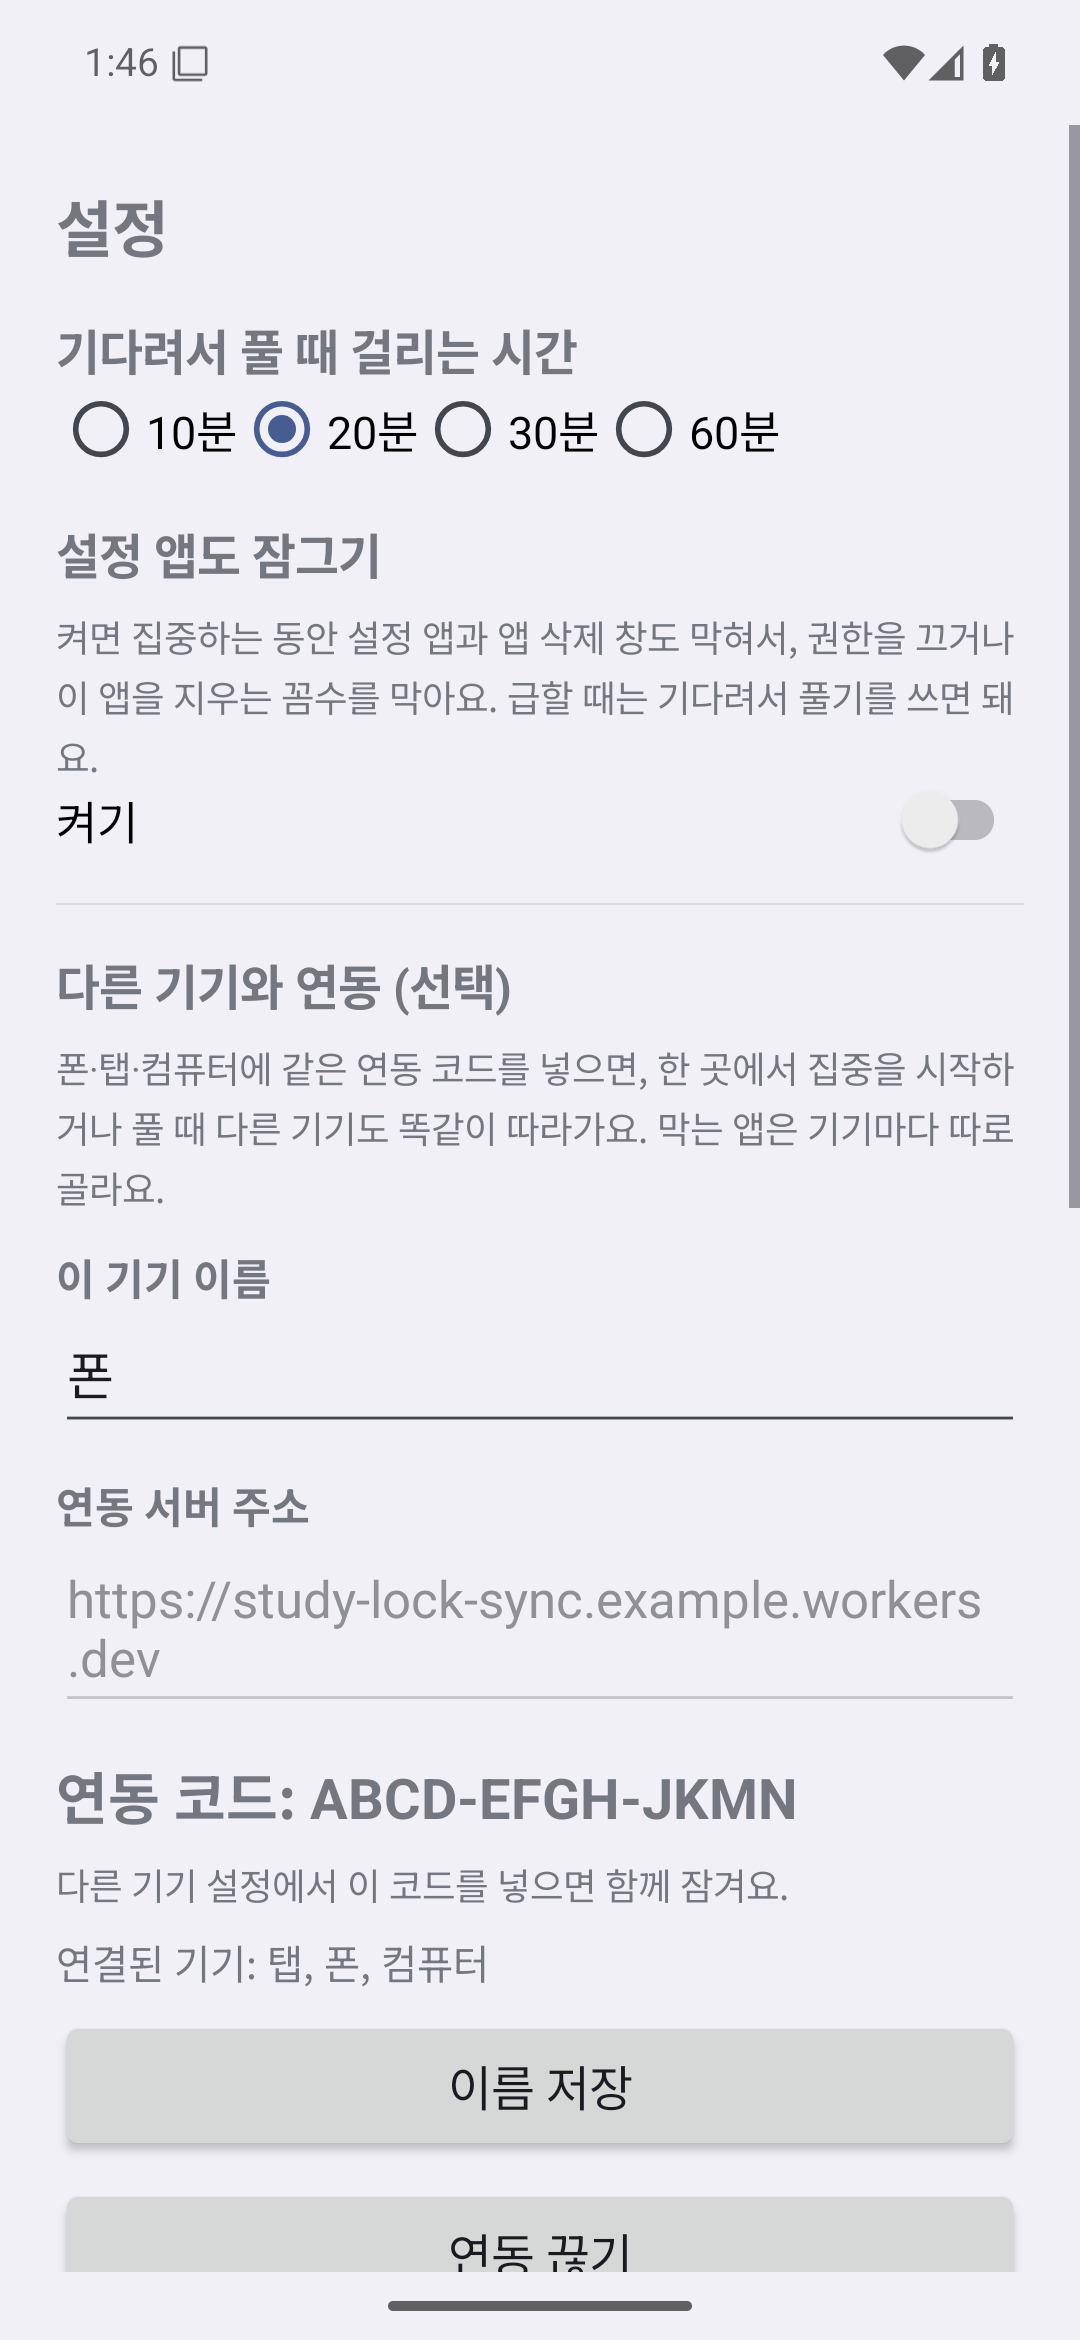 1:46
설정
기다려서 풀 때 걸리는 시간
10분 20분 30분 60분
설정 앱도 잠그기
켜면 집중하는 동안 설정 앱과 앱 삭제 창도 막혀서, 권한을 끄거나
이 앱을 지우는 꼼수를 막아요. 급할 때는 기다려서 풀기를 쓰면 돼
요.
켜기
다른 기기와 연동 (선택)
폰·탭·컴퓨터에 같은 연동 코드를 넣으면, 한 곳에서 집중을 시작하
거나 풀 때 다른 기기도 똑같이 따라가요. 막는 앱은 기기마다 따로
골라요.
이 기기 이름
폰
연동 서버 주소
https://study-lock-sync.example.workers
.dev
연동 코드: ABCD-EFGH-JKMN
다른 기기 설정에서 이 코드를 넣으면 함께 잠겨요.
연결된 기기: 탭, 폰, 컴퓨터
이름 저장
연동 끊기